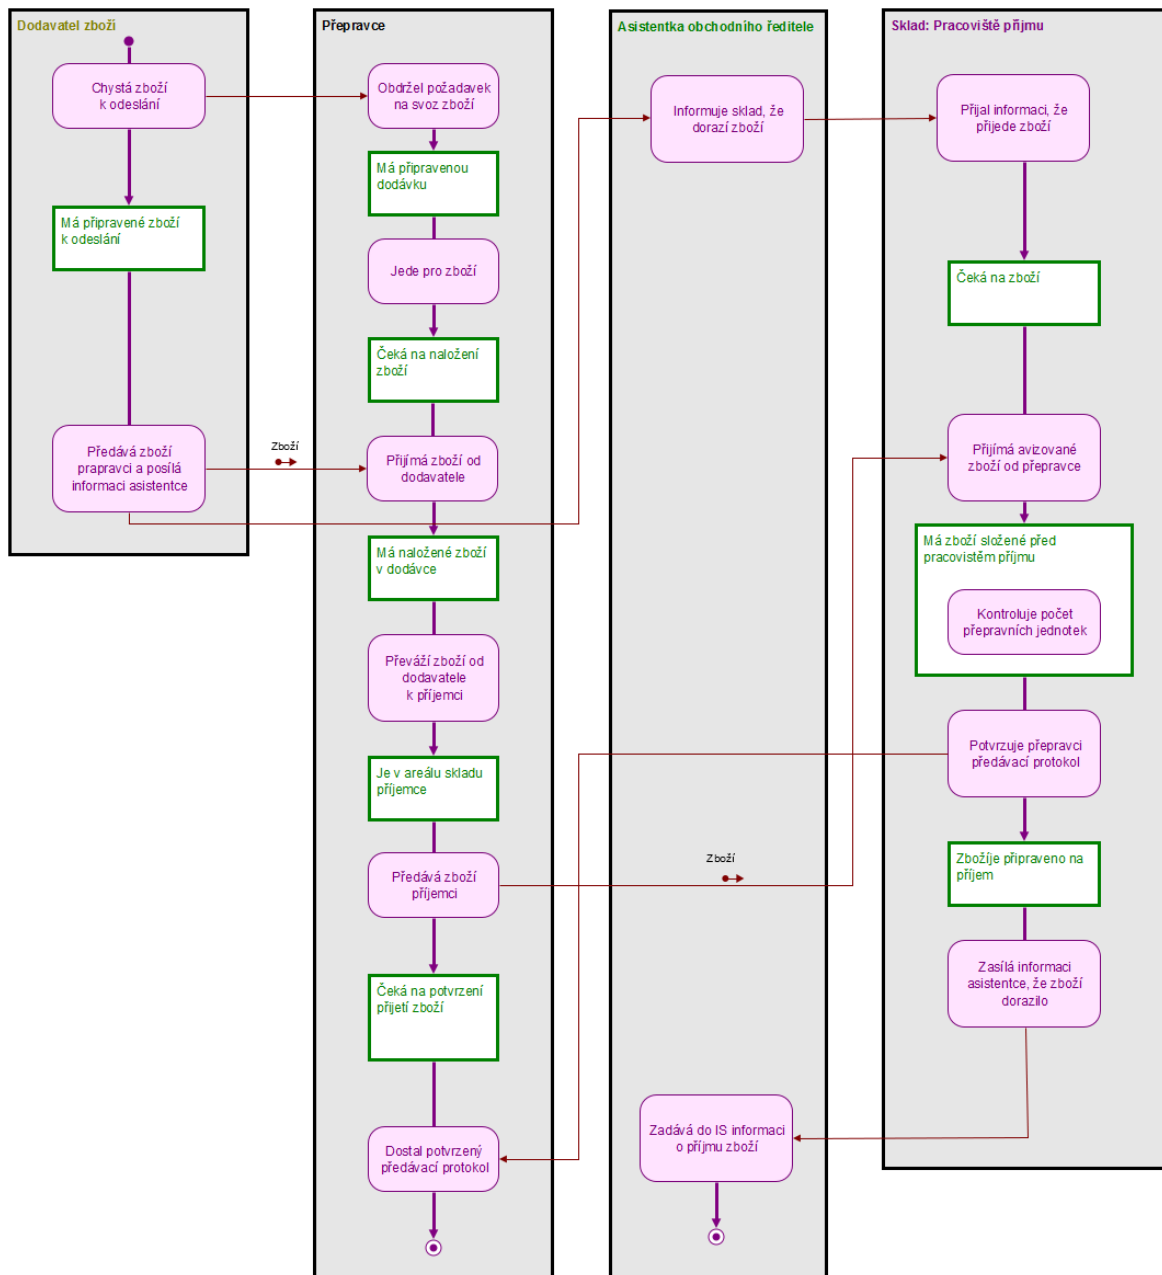 Dodavatel zboží
Chystá zboží
k odeslání
Má připravené zboží
k odeslání
Předává zboží
prapravci a posílá
informaci asistentce
Zboží
Přepravce
Obdržel požadavek
na svoz zboží
Má připravenou
dodávku
Jede pro zboží
Čeká na naložení
zboží
Přijímá zboží od
dodavatele
Má naložené zboží
v dodávce
Převáží zboží od
dodavatele
k příjemci
Je v areálu skladu
příjemce
Předává zboží
příjemci
Čeká na potvrzení
přijetí zboží
Dostal potvrzený
předávací protokol
Asistentka obchodního ředitele
Informuje sklad, že
dorazí zboží
Zboží
Zadává do IS informaci
o příjmu zboží
Sklad: Pracoviště příjmu
Přijal informaci, že
přijede zboží
Čeká na zboží
Přijímá avizované
zboží od přepravce
Má zboží složené před
pracovistěm příjmu
Kontroluje počet
přepravních jednotek
Potvrzuje přepravci
předávací protokol
Zbožíje připraveno na
příjem
Zasílá informaci
asistentce, že zboží
dorazilo